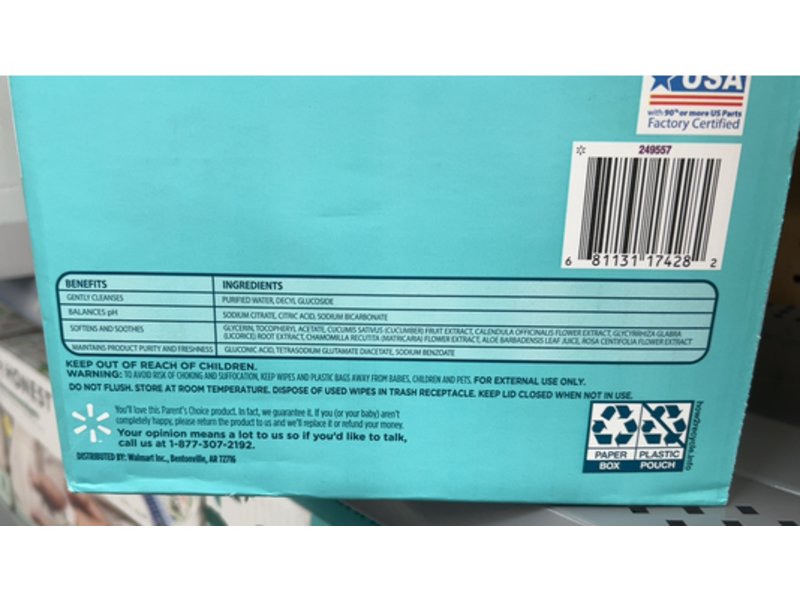 USA
with 90% or more US Parts
Factory Certified
249557
6 81131 17428 2
BENEFITS INGREDIENTS
GENTLY CLEANSES PURIFIED WATER, DECYL GLUCOSIDE
BALANCES pH SODIUM CITRATE, CITRIC ACID, SODIUM BICARBONATE
SOFTENS AND SOOTHES GLYCERIN, TOCOPHERYL ACETATE, CUCUMIS SATIVUS (CUCUMBER) FRUIT EXTRACT, CALENDULA OFFICINALIS FLOWER EXTRACT, GLYCYRRHIZA GLABRA
(LICORICE) ROOT EXTRACT, CHAMOMILLA RECUTITA (MATRICARIA) FLOWER EXTRACT, ALOE BARBADENSIS LEAF JUICE, ROSA CENTIFOLIA FLOWER EXTRACT
MAINTAINS PRODUCT PURITY AND FRESHNESS GLUCONIC ACID, TETRASODIUM GLUTAMATE DIACETATE, SODIUM BENZOATE
KEEP OUT OF REACH OF CHILDREN.
WARNING: TO AVOID RISK OF CHOKING AND SUFFOCATION, KEEP WIPES AND PLASTIC BAGS AWAY FROM BABIES, CHILDREN AND PETS. FOR EXTERNAL USE ONLY.
DO NOT FLUSH. STORE AT ROOM TEMPERATURE. DISPOSE OF USED WIPES IN TRASH RECEPTACLE. KEEP LID CLOSED WHEN NOT IN USE.
You'll love this Parent's Choice product. In fact, we guarantee it. If you (or your baby) aren't
completely happy, please return the product to us and we'll replace it or refund your money.
Your opinion means a lot to us so if you'd like to talk,
call us at 1-877-307-2192.
DISTRIBUTED BY: Walmart Inc., Bentonville, AR 72716
PAPER PLASTIC
BOX POUCH
how2recycle.info
HONEST